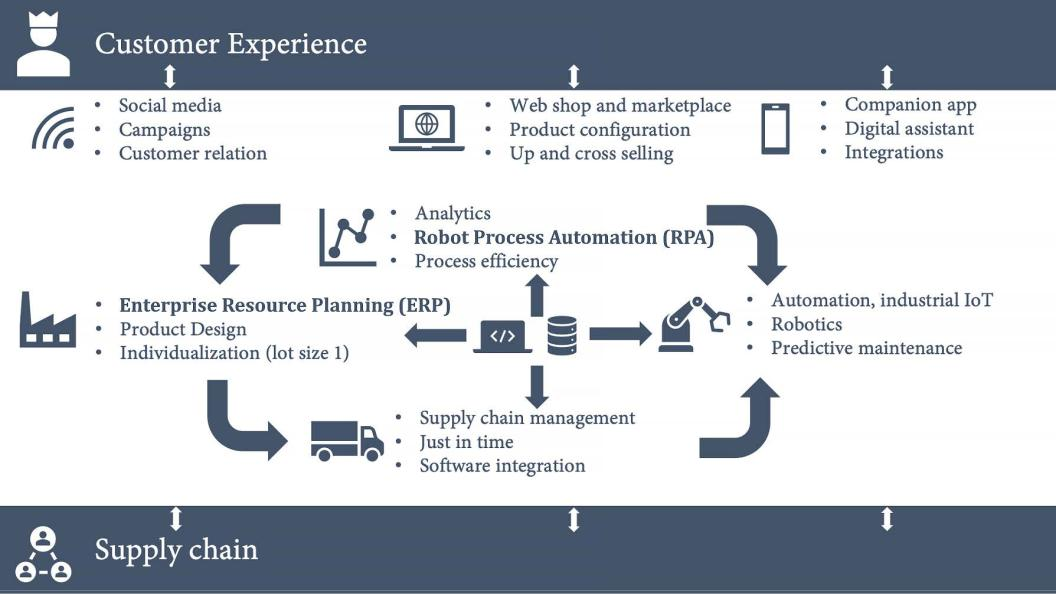 Customer Experience
• Social media
• Campaigns
• Customer relation
• Web shop and marketplace
• Product configuration
• Up and cross selling
• Companion app
• Digital assistant
• Integrations
• Analytics
• Robot Process Automation (RPA)
• Process efficiency
• Enterprise Resource Planning (ERP)
• Product Design
• Individualization (lot size 1)
</>
• Automation, industrial IoT
• Robotics
• Predictive maintenance
• Supply chain management
• Just in time
• Software integration
Supply chain